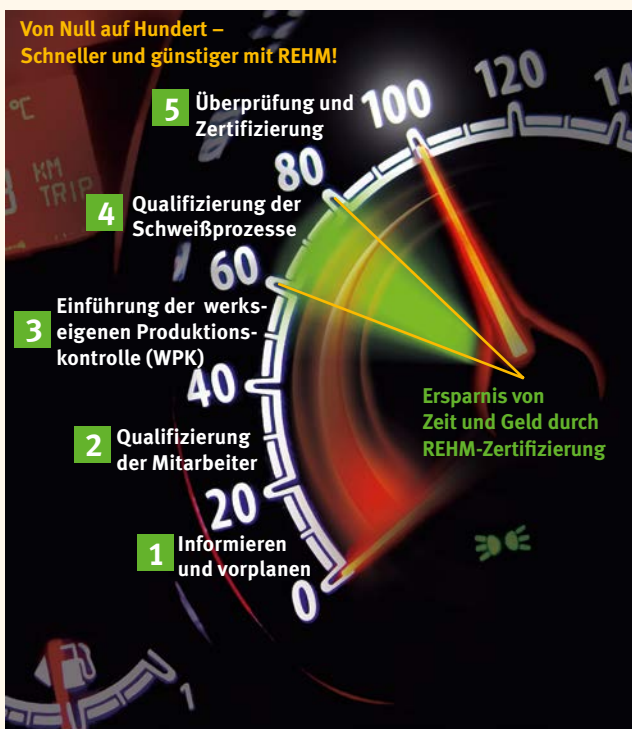 Von Null auf Hundert –
Schneller und günstiger mit REHM!
°C
KM
TRIP
5 Überprüfung und
Zertifizierung
4 Qualifizierung der
Schweißprozesse
3 Einführung der werks-
eigenen Produktions-
kontrolle (WPK)
2 Qualifizierung
der Mitarbeiter
1 Informieren
und vorplanen
0
20
40
60
80
100
120
Ersparnis von
Zeit und Geld durch
REHM-Zertifizierung
1